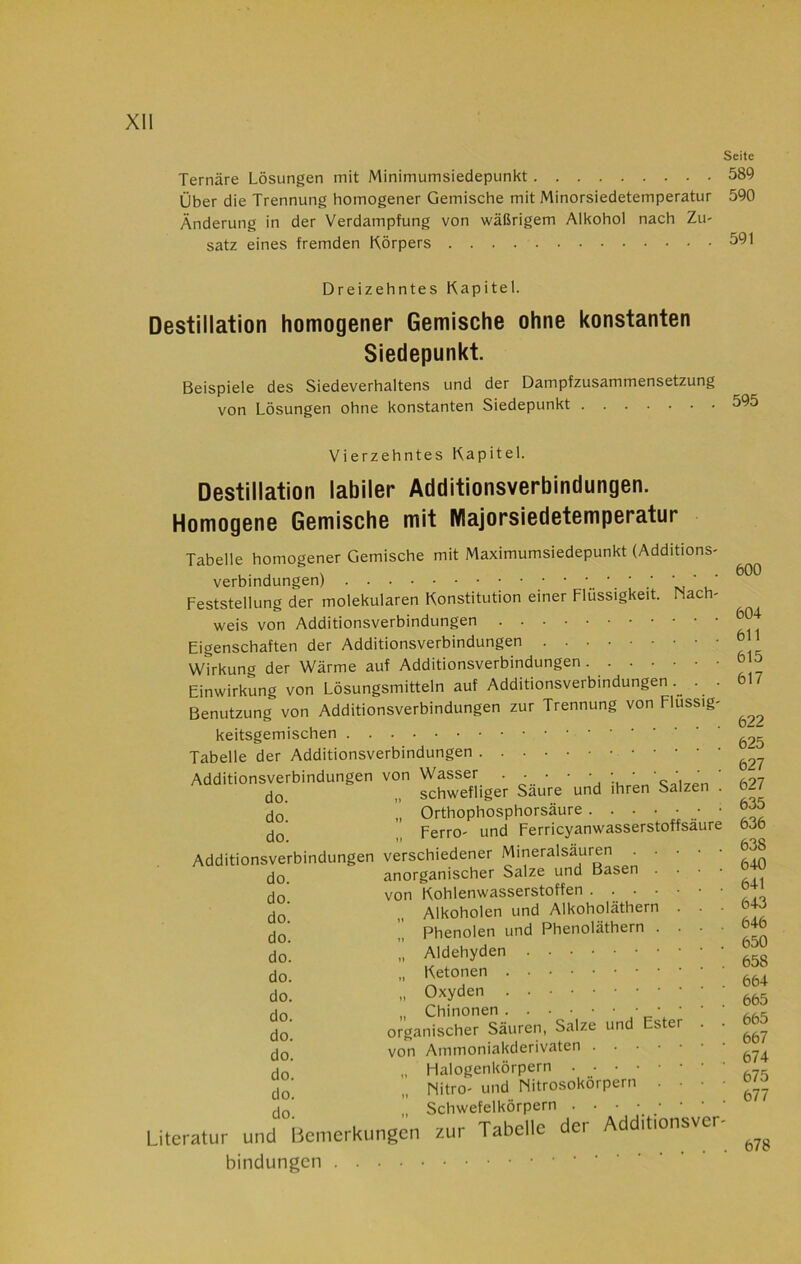 XII
Seite
Ternäre Lösungen mit Minimumsiedepunkt . . . . . . . . . 589
Über die Trennung homogener Gemische mit Minorsiedetemperatur 590
Änderung in der Verdampfung von wäßrigem Alkohol nach Zu-
satz eines fremden Körpers . . . . . . . . . . . . . . 591
Dreizehntes Kapitel.
Destillation homogener Gemische ohne konstanten
Siedepunkt.
Beispiele des Siedeverhaltens und der Dampfzusammensetzung
von Lösungen ohne konstanten Siedepunkt . . . . . . . 595
Vierzehntes Kapitel.
Destillation labiler Additionsverbindungen.
Homogene Gemische mit Majorsiedetemperatur
Tabelle homogener Gemische mit Maximumsiedepunkt (Additions-
verbindungen) . . . . . . . . . . . . . . . . . . 600
Feststellung der molekularen Konstitution einer Flüssigkeit. Nach-
weis von Additionsverbindungen . . . . . . . . . . . 604
Eigenschaften der Additionsverbindungen . . . . . . . . . 611
Wirkung der Wärme auf Additionsverbindungen . . . . . . . 615
Einwirkung von Lösungsmitteln auf Additionsverbindungen . . . 617
Benutzung von Additionsverbindungen zur Trennung von Flüssig-
keitsgemischen . . . . . . . . . . . . . . . . . . 622
Tabelle der Additionsverbindungen . . . . . . . . . . . . 625
Additionsverbindungen von Wasser . . . . . . . . . . . 627
do. „ schwefliger Säure und ihren Salzen . 627
do. „ Orthophosphorsäure . . . . . . . 635
do. „ Ferro- und Ferricyanwasserstoffsäure 636
Additionsverbindungen verschiedener Mineralsäuren . . . . . 638
do. anorganischer Salze und Basen . . . . 640
do. von Kohlenwasserstoffen . . . . . . . 641
do. „ Alkoholen und Alkoholäthern . . . 643
do. „ Phenolen und Phenoläthern . . . . 646
do. „ Aldehyden . . . . . . . . . . 650
do. „ Ketonen . . . . . . . . . . . 658
do. „ Oxyden . . . . . . . . . . . 664
do. „ Chinonen . . . . . . . . . . . 665
do. organischer Säuren, Salze und Ester . . 665
do. von Ammoniakderivaten . . . . . . . 667
do. „ Halogenkörpern . . . . . . . . 674
do. „ Nitro- und Nitrosokörpern . . . . 675
do. „ Schwefelkörpern . . . . . . . . 677
Literatur und Bemerkungen zur Tabelle der Additionsver-
bindungen . . . . . . . . . . . . . . . . . . 678